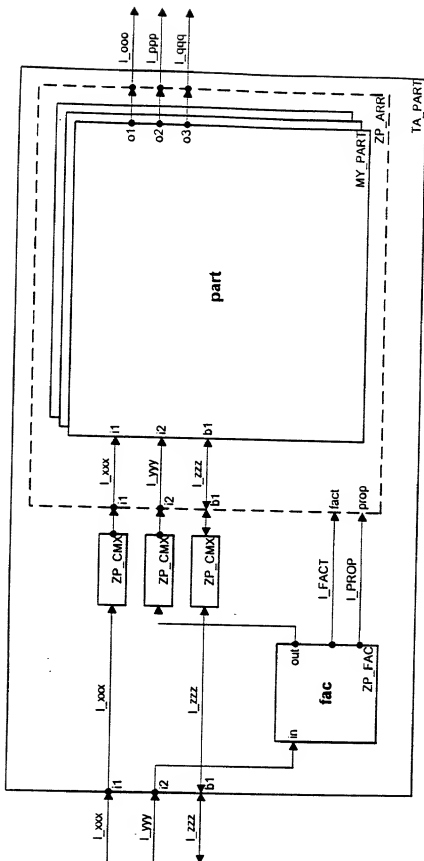 I_xxx
I_yyy
I_zzz
i1
i2
b1
I_xxx
I_zzz
in
out
fac
ZP_FAC
ZP_CMX
ZP_CMX
ZP_CMX
I_FACT
I_PROP
i1
i2
b1
fact
prop
I_xxx
I_yyy
I_zzz
i1
i2
b1
part
MY_PART
ZP_ARR
TA_PART
o1
o2
o3
I_ooo
I_ppp
I_qqq